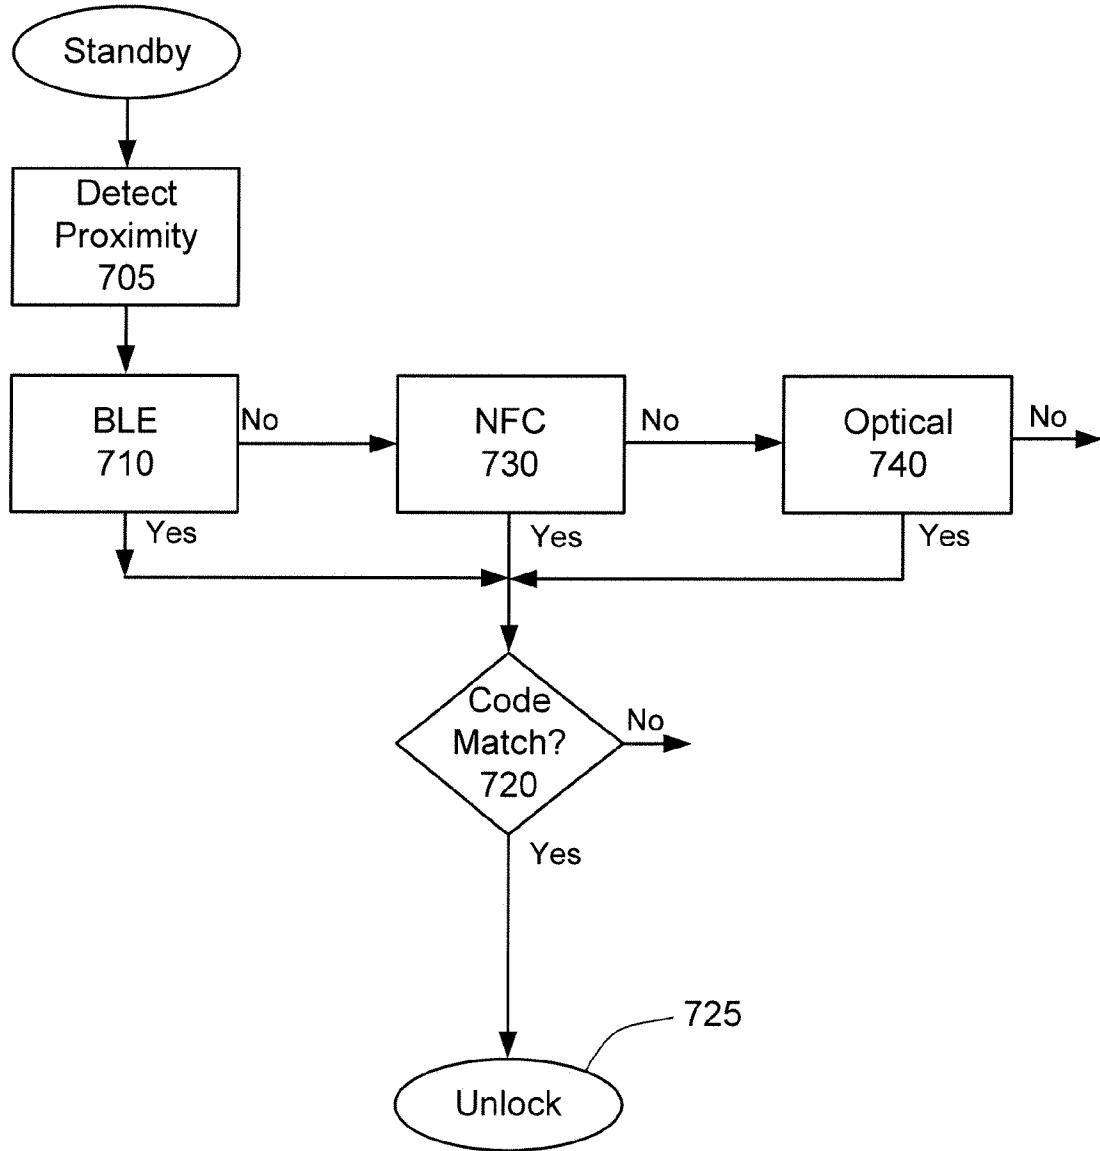 Standby
Detect
Proximity
705
BLE
710
No
NFC
730
No
Optical
740
No
Yes
Yes
Yes
Code
Match?
720
No
Yes
725
Unlock